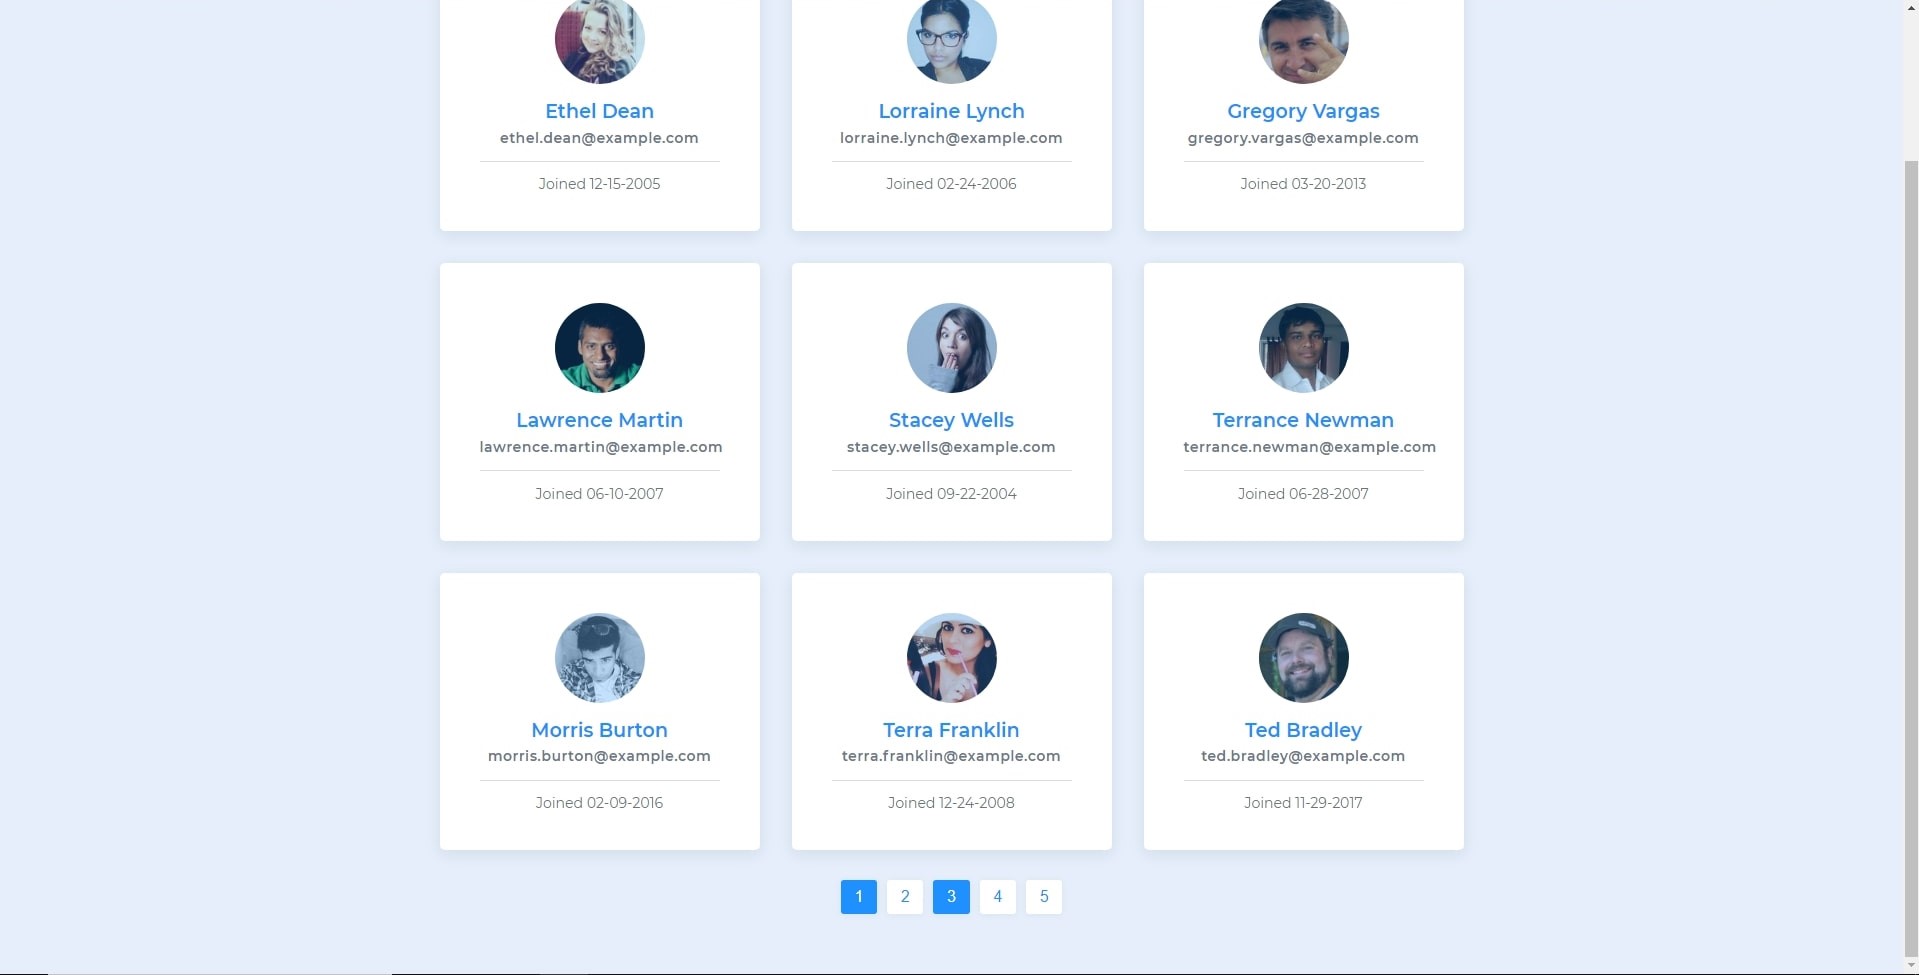 Ethel Dean
ethel.dean@example.com
Joined 12-15-2005
Lorraine Lynch
lorraine.lynch@example.com
Joined 02-24-2006
Gregory Vargas
gregory.vargas@example.com
Joined 03-20-2013
Lawrence Martin
lawrence.martin@example.com
Joined 06-10-2007
Stacey Wells
stacey.wells@example.com
Joined 09-22-2004
Terrance Newman
terrance.newman@example.com
Joined 06-28-2007
Morris Burton
morris.burton@example.com
Joined 02-09-2016
Terra Franklin
terra.franklin@example.com
Joined 12-24-2008
Ted Bradley
ted.bradley@example.com
Joined 11-29-2017
1 2 3 4 5